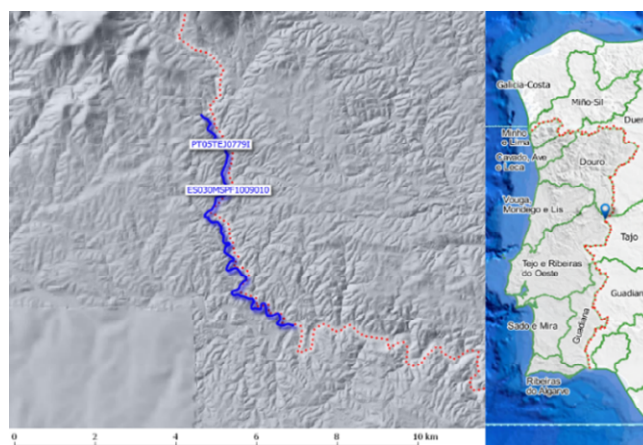 PT05TEJ0779I
ES030MSPF1009010
0
2
4
6
8
10 km
Galicia-Costa
Miño-Sil
Duer
Minho
e Lima
Cavado, Ave
e Leca
Douro
Vouga,
Mondego e Lis
Tajo
Tejo e Ribeiras
do Oeste
Guadian
Guadiana
Sado e Mira
Ribeiras
do Algarve